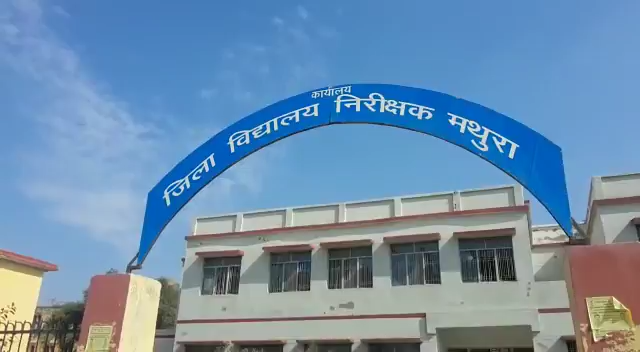 कार्यालय
जिला विद्यालय निरीक्षक मथुरा